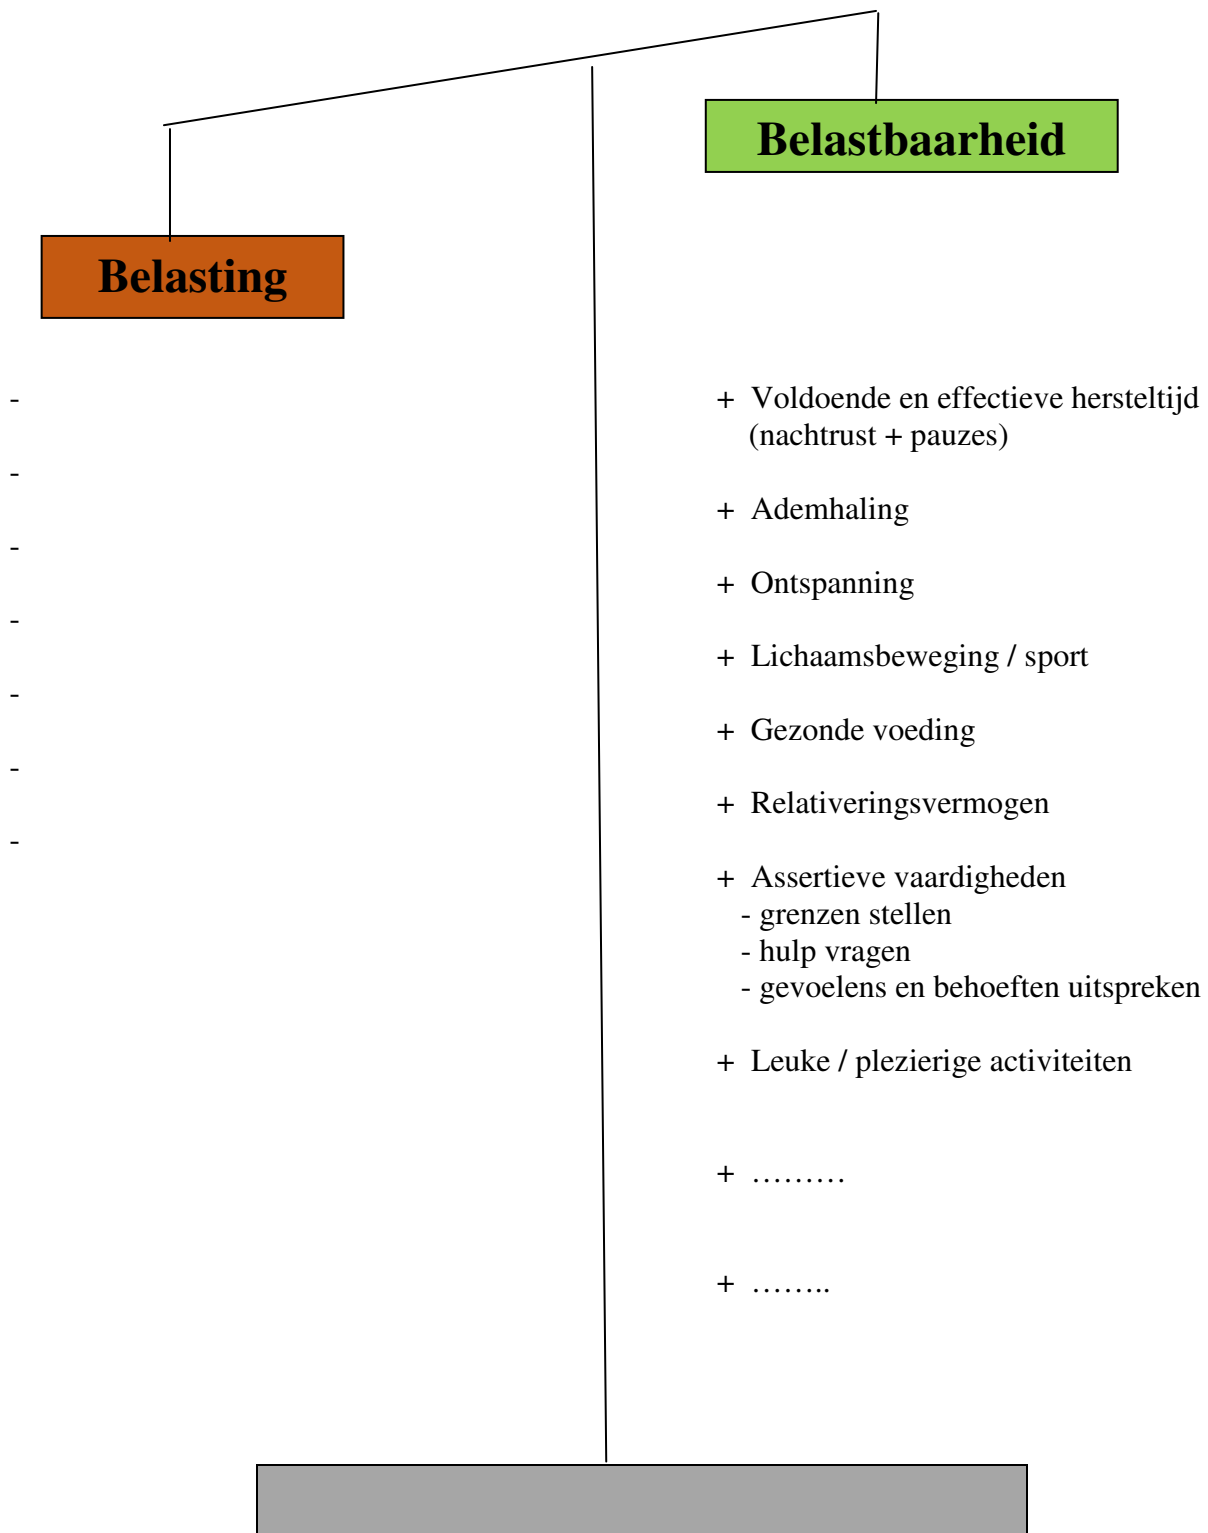 Belastbaarheid
Belasting
-
-
-
-
-
-
-
+ Voldoende en effectieve hersteltijd
(nachtrust + pauzes)
+ Ademhaling
+ Ontspanning
+ Lichaamsbeweging / sport
+ Gezonde voeding
+ Relativeringsvermogen
+ Assertieve vaardigheden
- grenzen stellen
- hulp vragen
- gevoelens en behoeften uitspreken
+ Leuke / plezierige activiteiten
+ ………
+ ……..